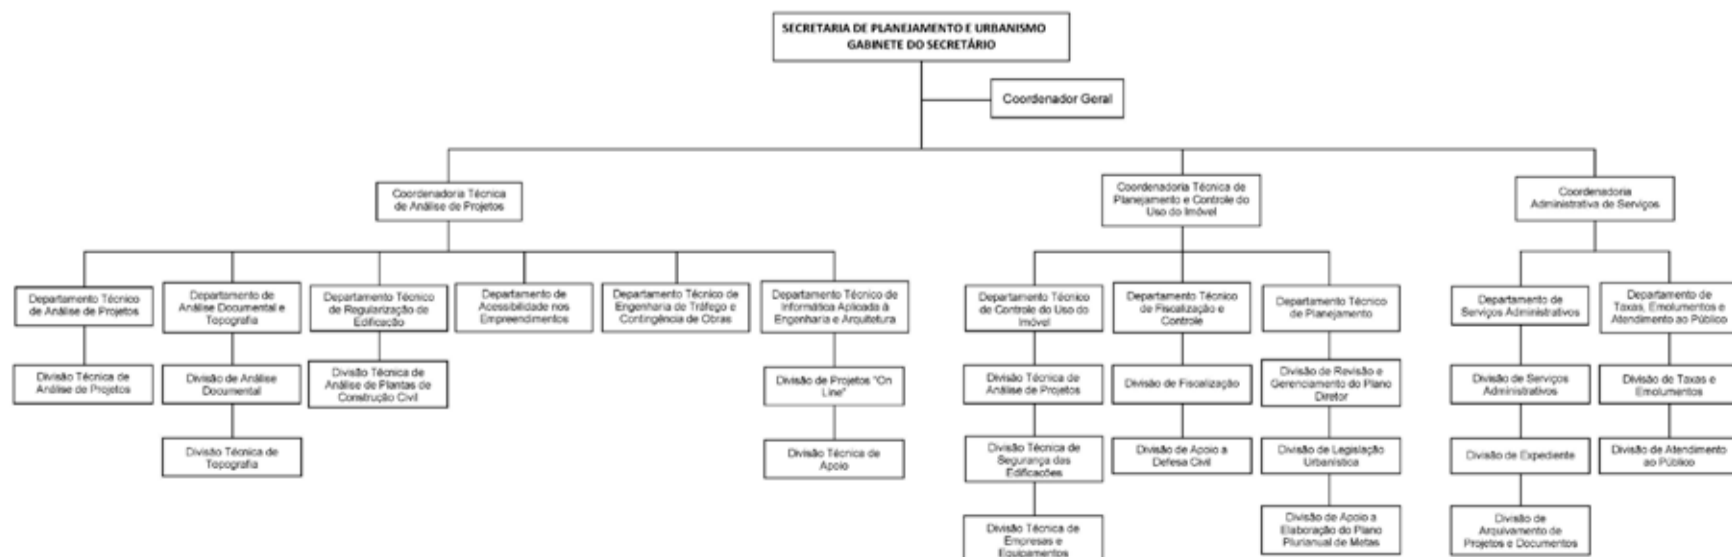 SECRETARIA DE PLANEJAMENTO E URBANISMO
GABINETE DO SECRETÁRIO
Coordenador Geral
Coordenadoria Técnica
de Análise de Projetos
Coordenadoria Técnica de
Planejamento e Controle do
Uso do Imóvel
Coordenadoria
Administrativa de Serviços
Departamento Técnico
de Análise de Projetos
Departamento de
Análise Documental e
Topografia
Departamento Técnico
de Regularização de
Edificação
Departamento de
Acessibilidade nos
Empreendimentos
Departamento Técnico de
Engenharia de Tráfego e
Contingência de Obras
Departamento Técnico de
Informática Aplicada à
Engenharia e Arquitetura
Departamento Técnico
de Controle do Uso do
Imóvel
Departamento Técnico
de Fiscalização e
Controle
Departamento Técnico
de Planejamento
Departamento de
Serviços Administrativos
Departamento de
Taxas, Emolumentos e
Atendimento ao Público
Divisão Técnica de
Análise de Projetos
Divisão de Análise
Documental
Divisão Técnica de
Análise de Plantas de
Construção Civil
Divisão de Projetos "On
Line"
Divisão Técnica de
Análise de Projetos
Divisão de Fiscalização
Divisão de Revisão e
Gerenciamento do Plano
Diretor
Divisão de Serviços
Administrativos
Divisão de Taxas e
Emolumentos
Divisão Técnica de
Topografia
Divisão Técnica de
Apoio
Divisão Técnica de
Segurança das
Edificações
Divisão de Apoio a
Defesa Civil
Divisão de Legislação
Urbanística
Divisão de Expediente
Divisão de Atendimento
ao Público
Divisão Técnica de
Empresas e
Equipamentos
Divisão de Apoio a
Elaboração do Plano
Plurianual de Metas
Divisão de
Arquivamento de
Projetos e Documentos